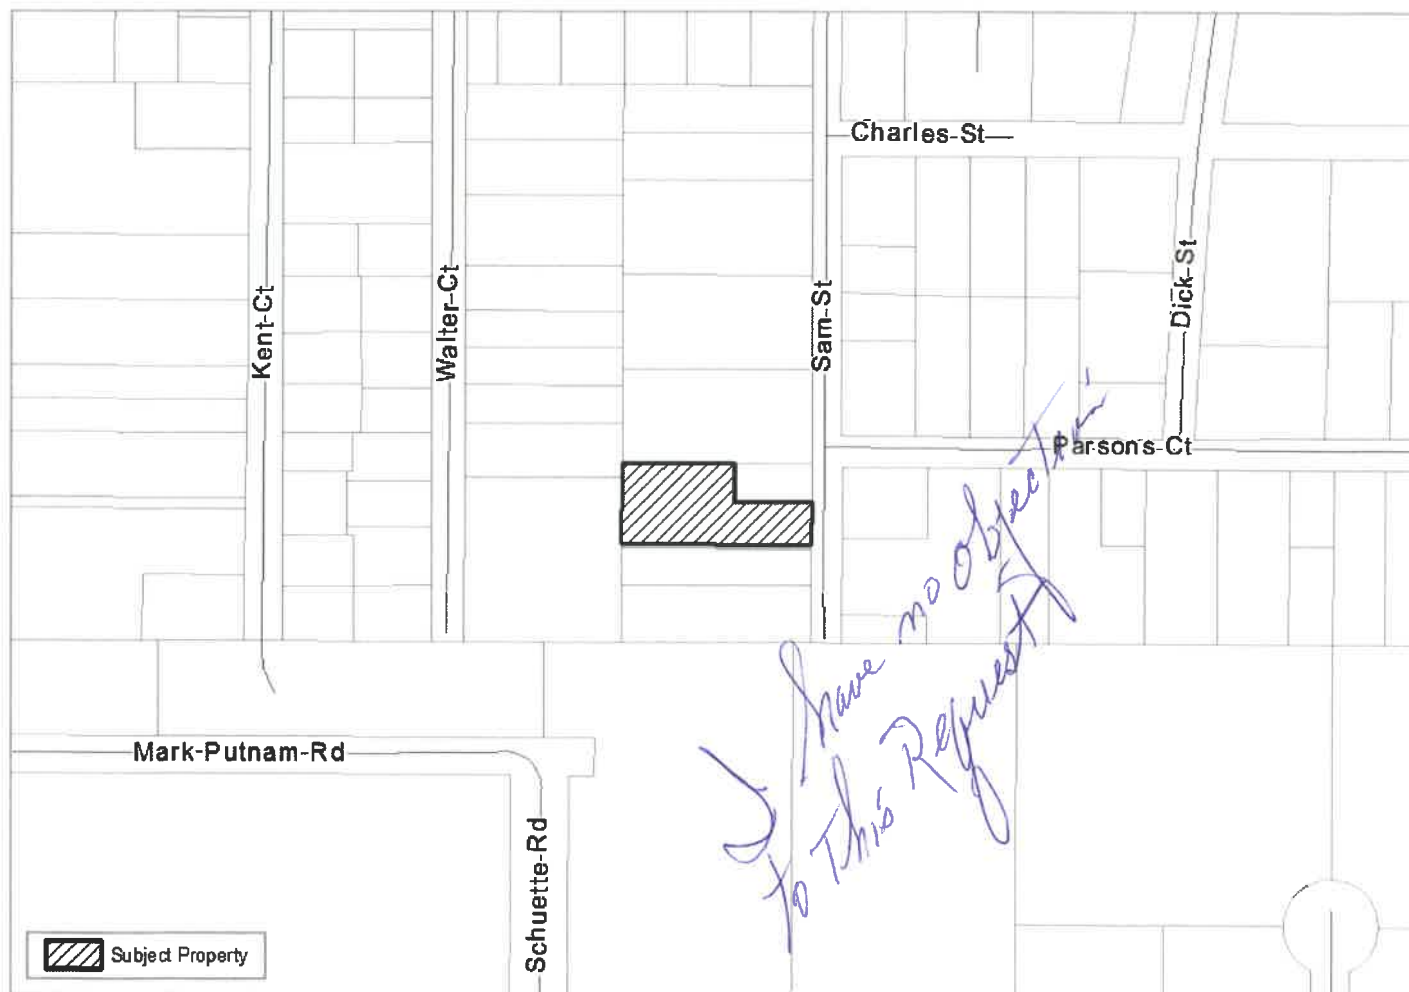 Charles-St
Kent-Ct
Walter-Ct
Sam-St
Dick-St
Parson's-Ct
I have no objection
to This Request
Mark-Putnam-Rd
Schuette-Rd
Subject Property